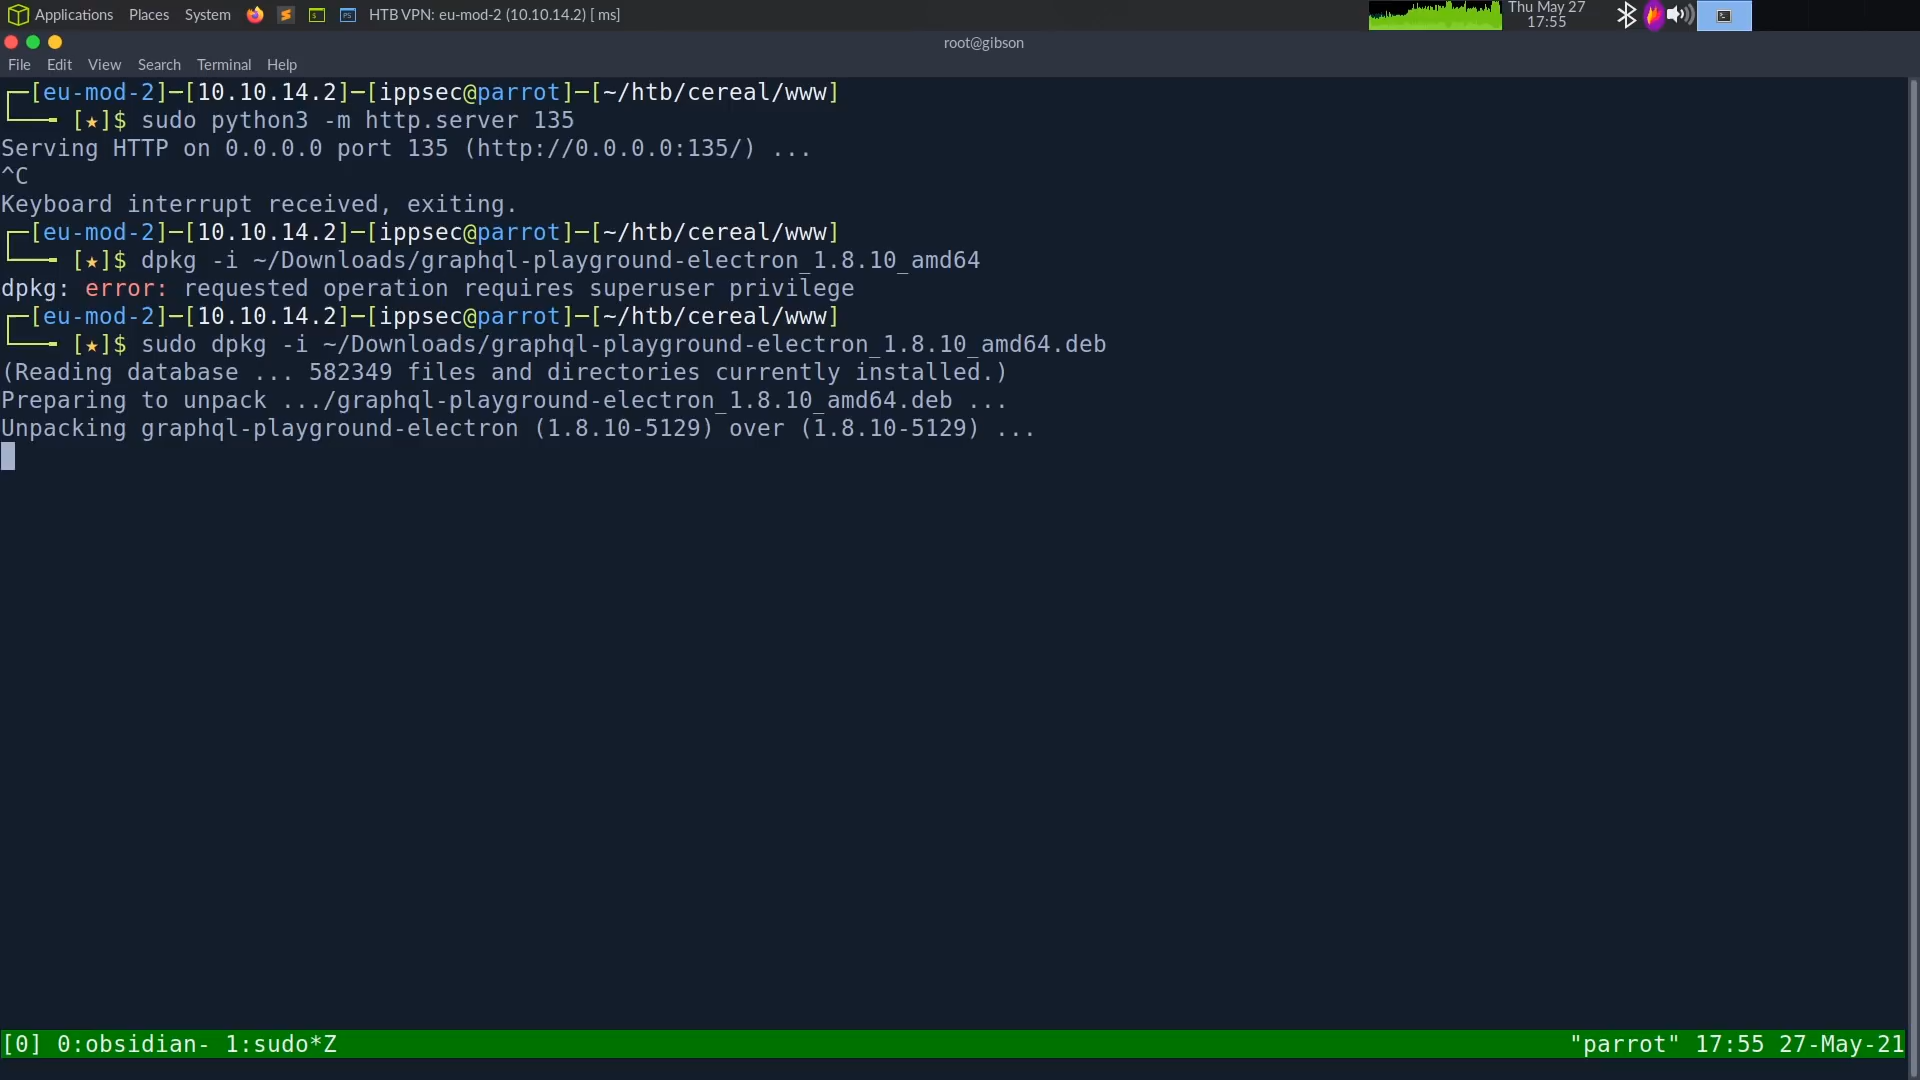 Applications Places System HTB VPN: eu-mod-2 (10.10.14.2) [ ms] Thu May 27 17:55
root@gibson
File Edit View Search Terminal Help
┌─[eu-mod-2]─[10.10.14.2]─[ippsec@parrot]─[~/htb/cereal/www]
└──╼ [★]$ sudo python3 -m http.server 135
Serving HTTP on 0.0.0.0 port 135 (http://0.0.0.0:135/) ...
^C
Keyboard interrupt received, exiting.
┌─[eu-mod-2]─[10.10.14.2]─[ippsec@parrot]─[~/htb/cereal/www]
└──╼ [★]$ dpkg -i ~/Downloads/graphql-playground-electron_1.8.10_amd64
dpkg: error: requested operation requires superuser privilege
┌─[eu-mod-2]─[10.10.14.2]─[ippsec@parrot]─[~/htb/cereal/www]
└──╼ [★]$ sudo dpkg -i ~/Downloads/graphql-playground-electron_1.8.10_amd64.deb
(Reading database ... 582349 files and directories currently installed.)
Preparing to unpack .../graphql-playground-electron_1.8.10_amd64.deb ...
Unpacking graphql-playground-electron (1.8.10-5129) over (1.8.10-5129) ...
[0] 0:obsidian- 1:sudo*Z "parrot" 17:55 27-May-21